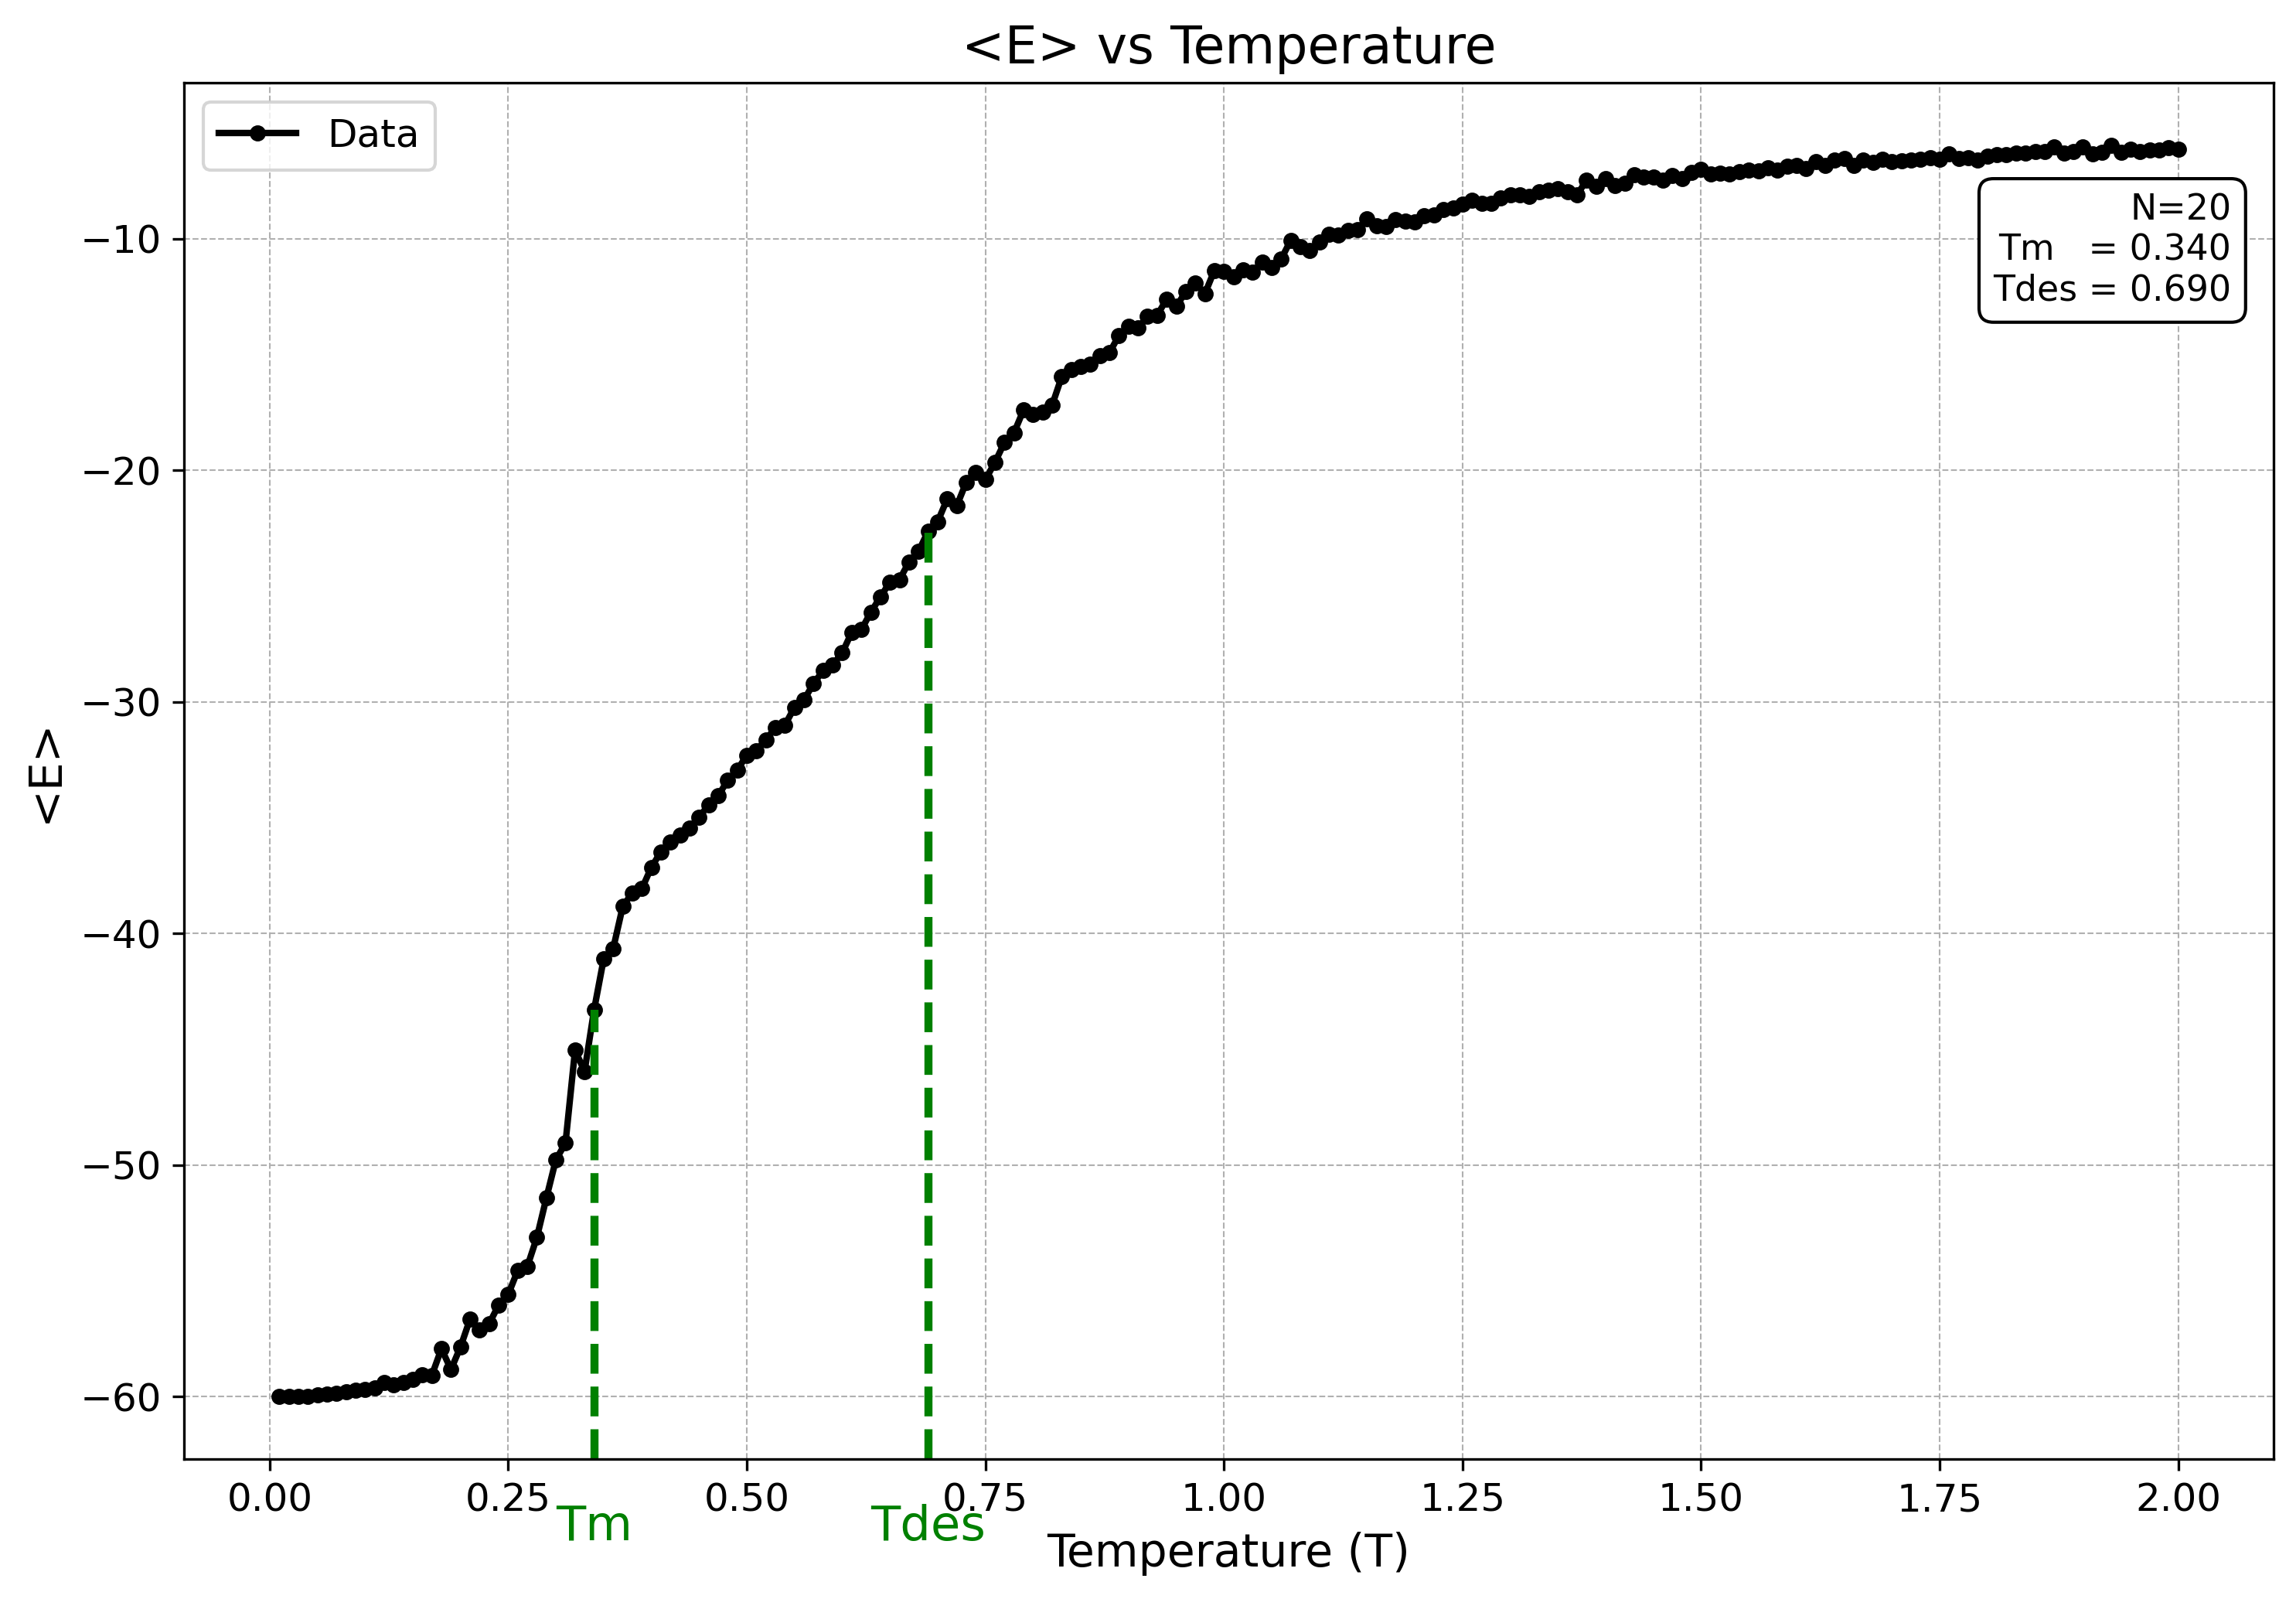 <E> vs Temperature
Data
N=20
Tm = 0.340
Tdes = 0.690
<E>
−10
−20
−30
−40
−50
−60
0.00 0.25 0.50 0.75 1.00 1.25 1.50 1.75 2.00
Tm Tdes
Temperature (T)